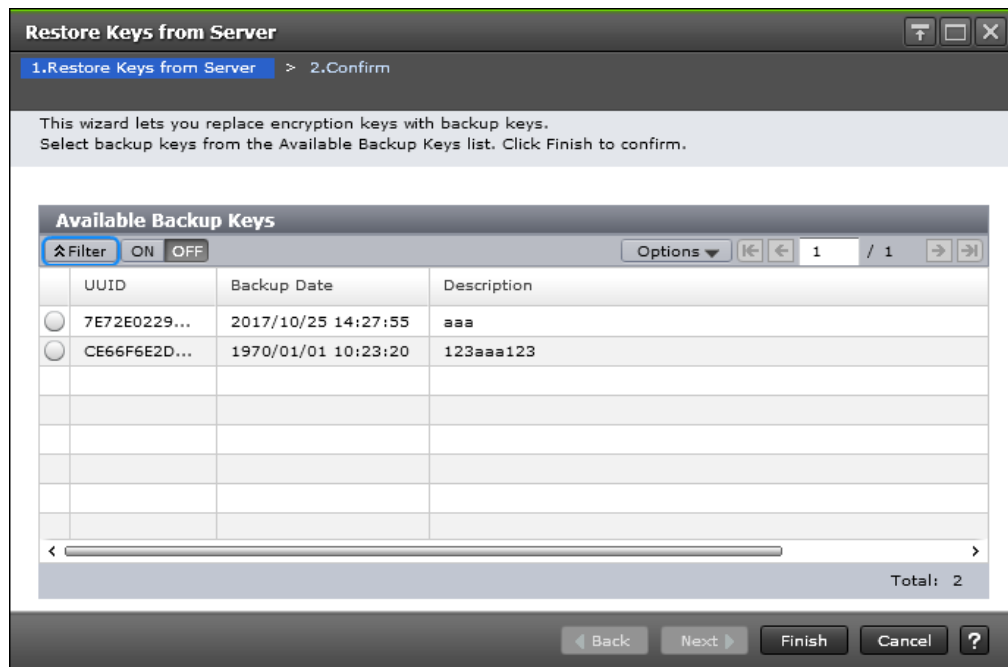 Restore Keys from Server
1.Restore Keys from Server > 2.Confirm
This wizard lets you replace encryption keys with backup keys.
Select backup keys from the Available Backup Keys list. Click Finish to confirm.
Available Backup Keys
Filter ON OFF Options 1 / 1
UUID Backup Date Description
7E72E0229... 2017/10/25 14:27:55 aaa
CE66F6E2D... 1970/01/01 10:23:20 123aaa123
Total: 2
Back Next Finish Cancel ?